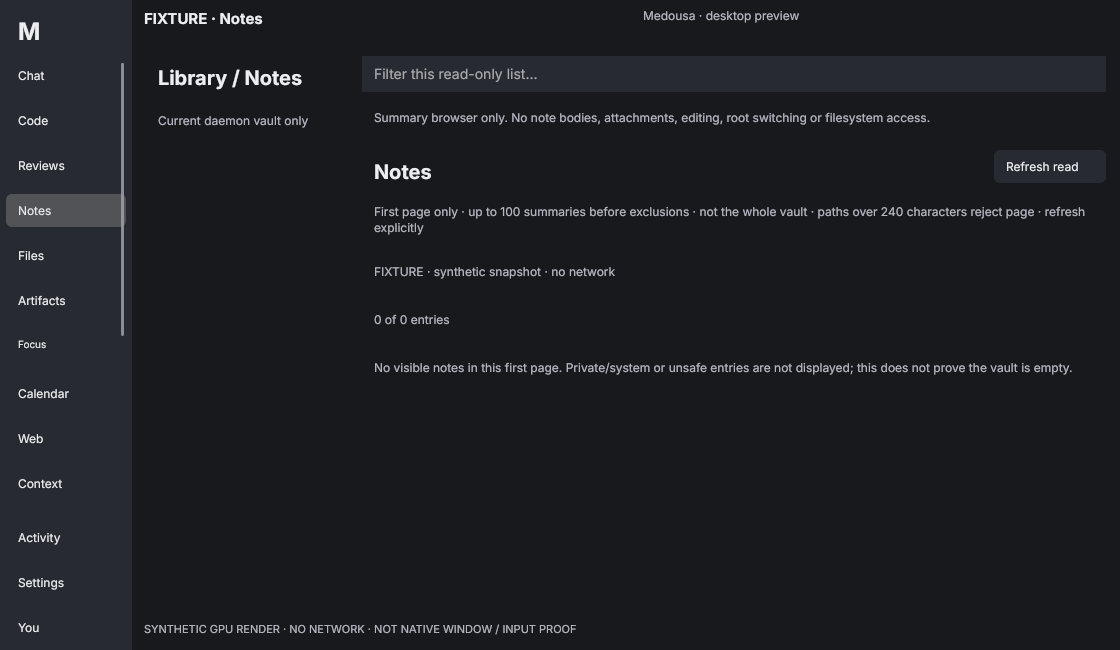 M
Chat
Code
Reviews
Notes
Files
Artifacts
Focus
Calendar
Web
Context
Activity
Settings
You
FIXTURE · Notes
Medousa · desktop preview
Library / Notes
Current daemon vault only
Filter this read-only list...
Summary browser only. No note bodies, attachments, editing, root switching or filesystem access.
Notes
Refresh read
First page only · up to 100 summaries before exclusions · not the whole vault · paths over 240 characters reject page · refresh
explicitly
FIXTURE · synthetic snapshot · no network
0 of 0 entries
No visible notes in this first page. Private/system or unsafe entries are not displayed; this does not prove the vault is empty.
SYNTHETIC GPU RENDER · NO NETWORK · NOT NATIVE WINDOW / INPUT PROOF